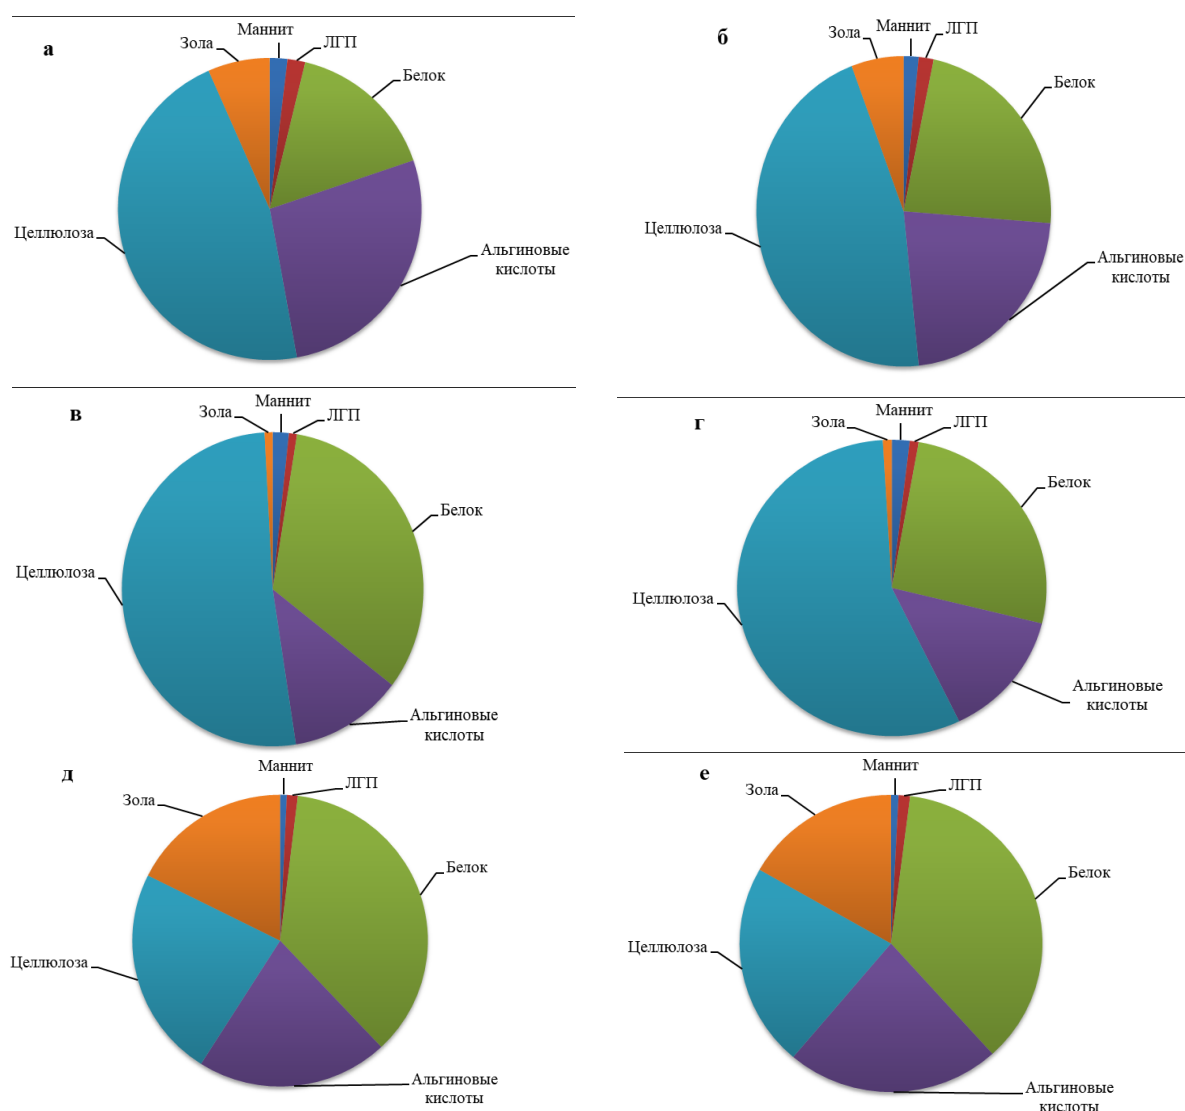 а
Маннит
Зола
ЛГП
Белок
Целлюлоза
Альгиновые
кислоты
б
Маннит
Зола
ЛГП
Белок
Целлюлоза
Альгиновые
кислоты
в
Маннит
Зола
ЛГП
Белок
Целлюлоза
Альгиновые
кислоты
г
Маннит
Зола
ЛГП
Белок
Целлюлоза
Альгиновые
кислоты
д
Маннит
Зола
ЛГП
Белок
Целлюлоза
Альгиновые
кислоты
е
Маннит
Зола
ЛГП
Белок
Целлюлоза
Альгиновые
кислоты